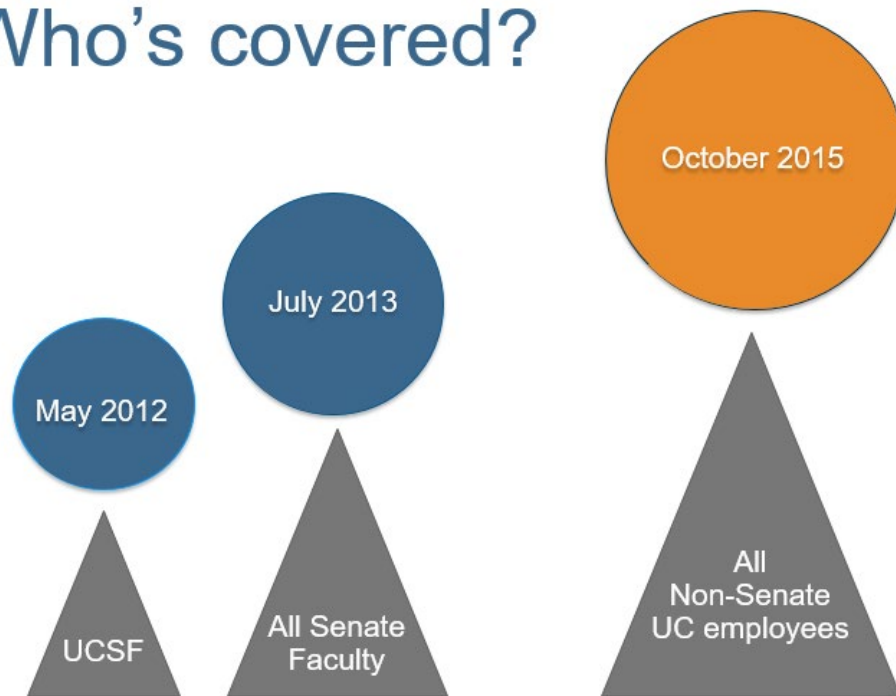 Who's covered?
October 2015
July 2013
May 2012
All
Non-Senate
UC employees
All Senate
Faculty
UCSF